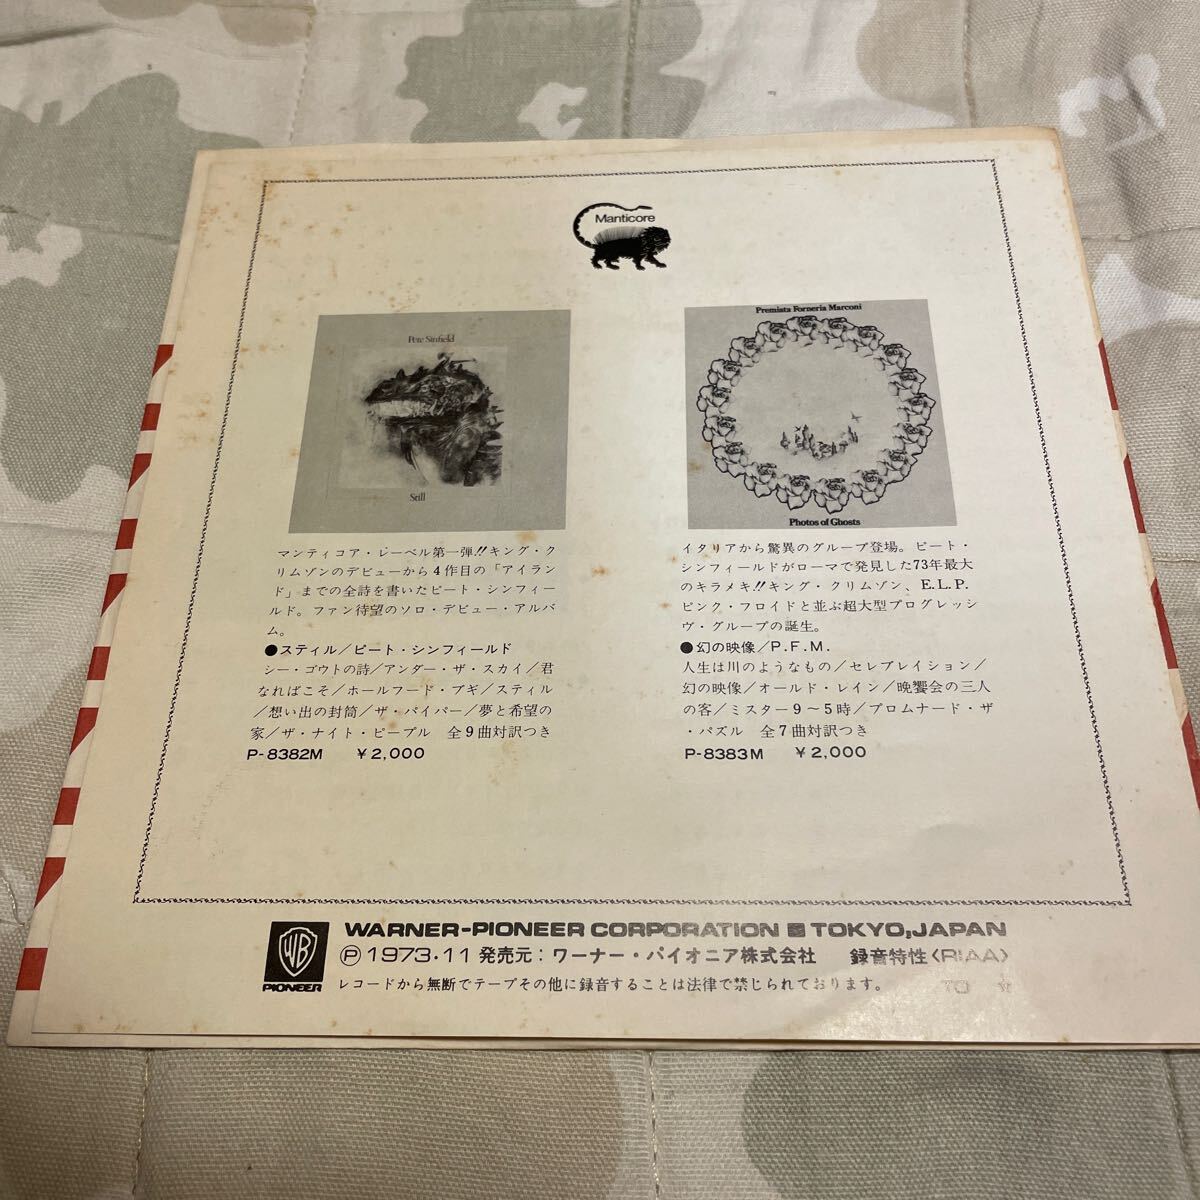 Manticore
Pete Sinfield
Still
マンティコア・レーベル第一弾!!キング・ク
リムゾンのデビューから4作目の「アイラン
ド」までの全詩を書いたピート・シンフィー
ルド。ファン待望のソロ・デビュー・アルバ
ム。
●スティル/ピート・シンフィールド
シー・ゴウトの詩/アンダー・ザ・スカイ/君
なればこそ/ホールフード・ブギ/スティル
/想い出の封筒/ザ・パイパー/夢と希望の
家/ザ・ナイト・ピープル 全9曲対訳つき
P-8382M ¥2,000
Premiata Forneria Marconi
Photos of Ghosts
イタリアから驚異のグループ登場。ピート・
シンフィールドがローマで発見した73年最大
のキラメキ!!キング・クリムゾン、E.L.P.
ピンク・フロイドと並ぶ超大型プログレッシ
ヴ・グループの誕生。
●幻の映像/P.F.M.
人生は川のようなもの/セレブレイション/
幻の映像/オールド・レイン/晩饗会の三人
の客/ミスター9〜5時/プロムナード・ザ
・パズル 全7曲対訳つき
P-8383M ¥2,000
WB
PIONEER
WARNER-PIONEER CORPORATION TOKYO,JAPAN
Ⓟ1973・11 発売元:ワーナー・パイオニア株式会社 録音特性〈RIAA〉
レコードから無断でテープその他に録音することは法律で禁じられております。 TO